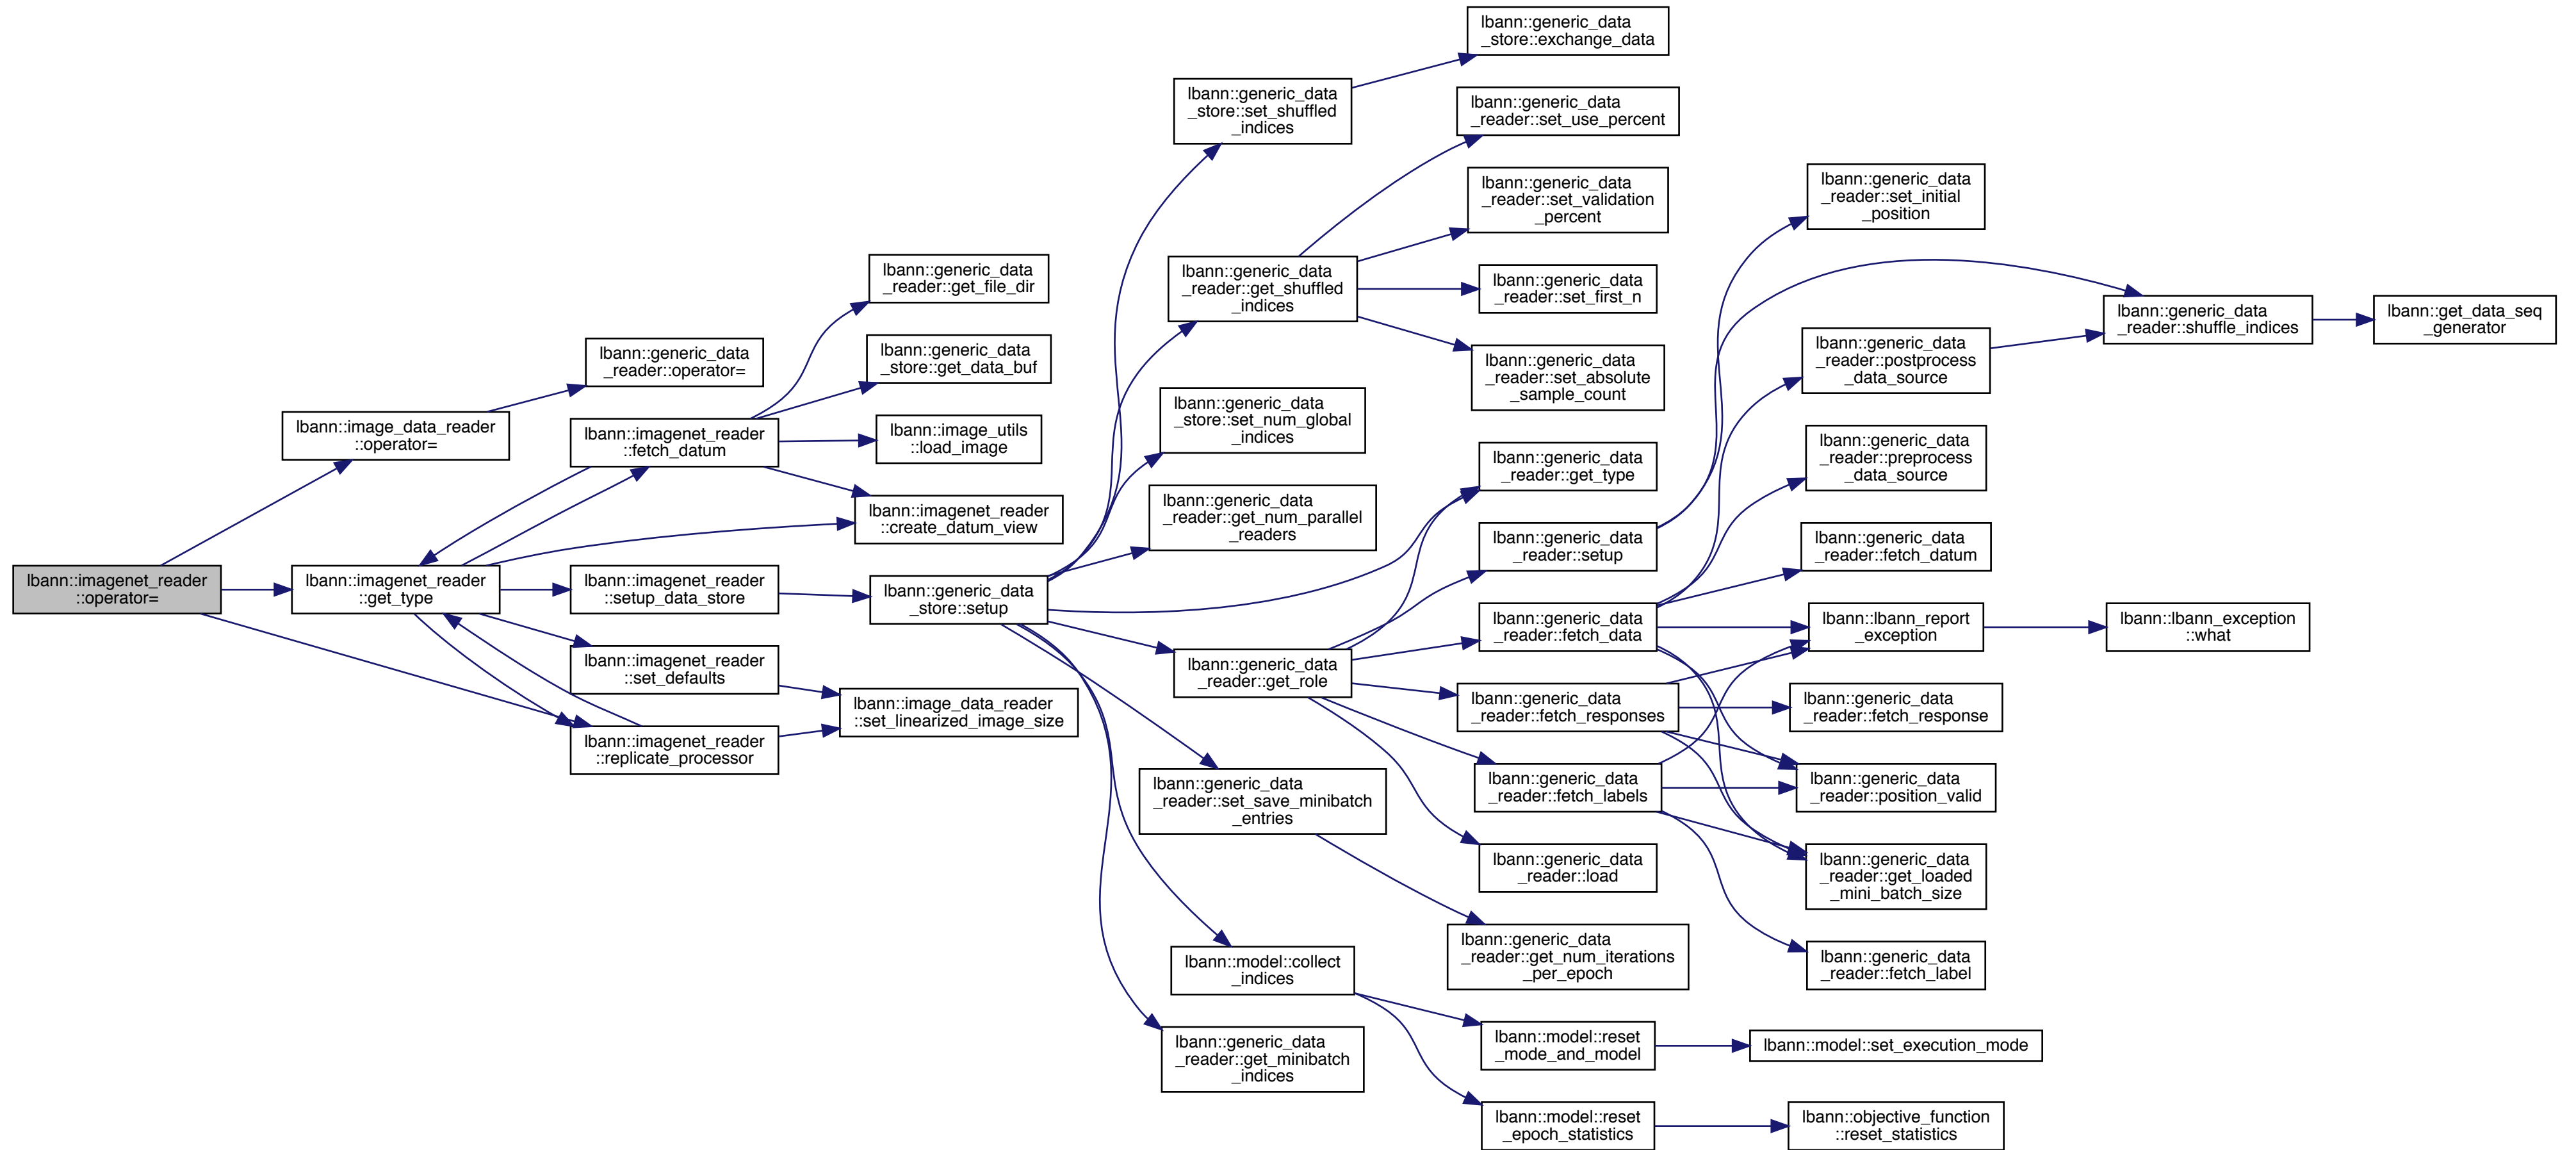 lbann::imagenet_reader
::operator=
lbann::image_data_reader
::operator=
lbann::imagenet_reader
::get_type
lbann::generic_data
_reader::operator=
lbann::imagenet_reader
::fetch_datum
lbann::imagenet_reader
::setup_data_store
lbann::imagenet_reader
::set_defaults
lbann::imagenet_reader
::replicate_processor
lbann::generic_data
_reader::get_file_dir
lbann::generic_data
_store::get_data_buf
lbann::image_utils
::load_image
lbann::imagenet_reader
::create_datum_view
lbann::generic_data
_store::setup
lbann::image_data_reader
::set_linearized_image_size
lbann::generic_data
_store::set_shuffled
_indices
lbann::generic_data
_reader::get_shuffled
_indices
lbann::generic_data
_store::set_num_global
_indices
lbann::generic_data
_reader::get_num_parallel
_readers
lbann::generic_data
_reader::get_role
lbann::generic_data
_reader::set_save_minibatch
_entries
lbann::model::collect
_indices
lbann::generic_data
_reader::get_minibatch
_indices
lbann::generic_data
_store::exchange_data
lbann::generic_data
_reader::set_use_percent
lbann::generic_data
_reader::set_validation
_percent
lbann::generic_data
_reader::set_first_n
lbann::generic_data
_reader::set_absolute
_sample_count
lbann::generic_data
_reader::get_type
lbann::generic_data
_reader::setup
lbann::generic_data
_reader::fetch_data
lbann::generic_data
_reader::fetch_responses
lbann::generic_data
_reader::fetch_labels
lbann::generic_data
_reader::load
lbann::generic_data
_reader::get_num_iterations
_per_epoch
lbann::model::reset
_mode_and_model
lbann::model::reset
_epoch_statistics
lbann::generic_data
_reader::set_initial
_position
lbann::generic_data
_reader::postprocess
_data_source
lbann::generic_data
_reader::preprocess
_data_source
lbann::generic_data
_reader::fetch_datum
lbann::lbann_report
_exception
lbann::generic_data
_reader::fetch_response
lbann::generic_data
_reader::position_valid
lbann::generic_data
_reader::get_loaded
_mini_batch_size
lbann::generic_data
_reader::fetch_label
lbann::model::set_execution_mode
lbann::objective_function
::reset_statistics
lbann::generic_data
_reader::shuffle_indices
lbann::lbann_exception
::what
lbann::get_data_seq
_generator